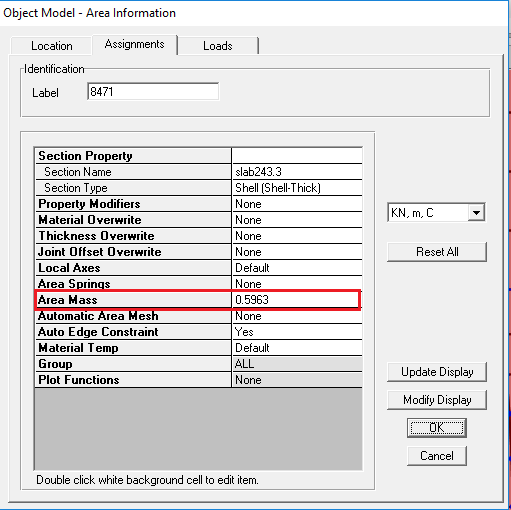 Object Model - Area Information
Location
Assignments
Loads
Identification
Label
8471
Section Property
Section Name slab243.3
Section Type Shell (Shell-Thick)
Property Modifiers None
Material Overwrite None
Thickness Overwrite None
Joint Offset Overwrite None
Local Axes Default
Area Springs None
Area Mass 0.5963
Automatic Area Mesh None
Auto Edge Constraint Yes
Material Temp Default
Group ALL
Plot Functions None
Double click white background cell to edit item.
KN, m, C
Reset All
Update Display
Modify Display
OK
Cancel